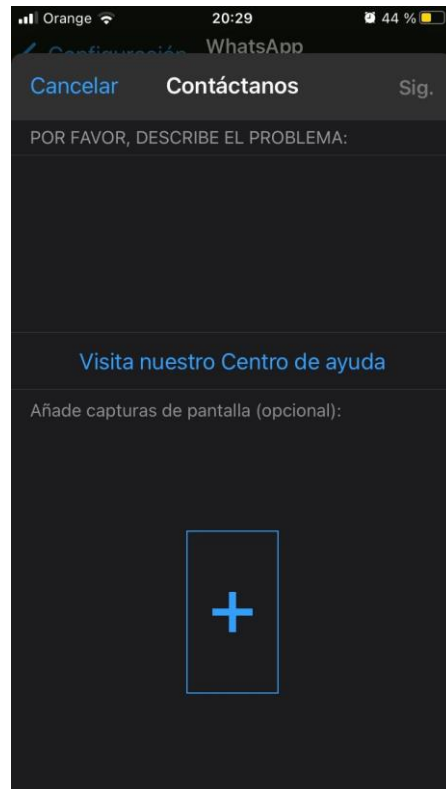 Orange 20:29 44 %
Configuración WhatsApp
Cancelar Contáctanos Sig.
POR FAVOR, DESCRIBE EL PROBLEMA:
Visita nuestro Centro de ayuda
Añade capturas de pantalla (opcional):